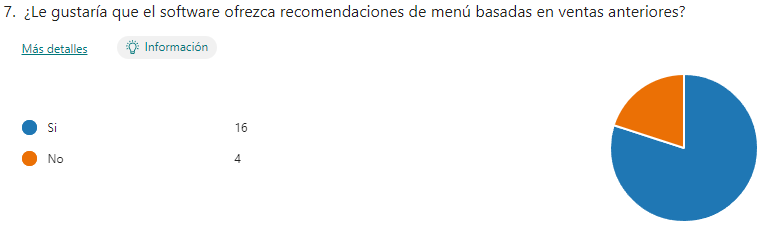 7. ¿Le gustaría que el software ofrezca recomendaciones de menú basadas en ventas anteriores?
Más detalles
Información
Si 16
No 4